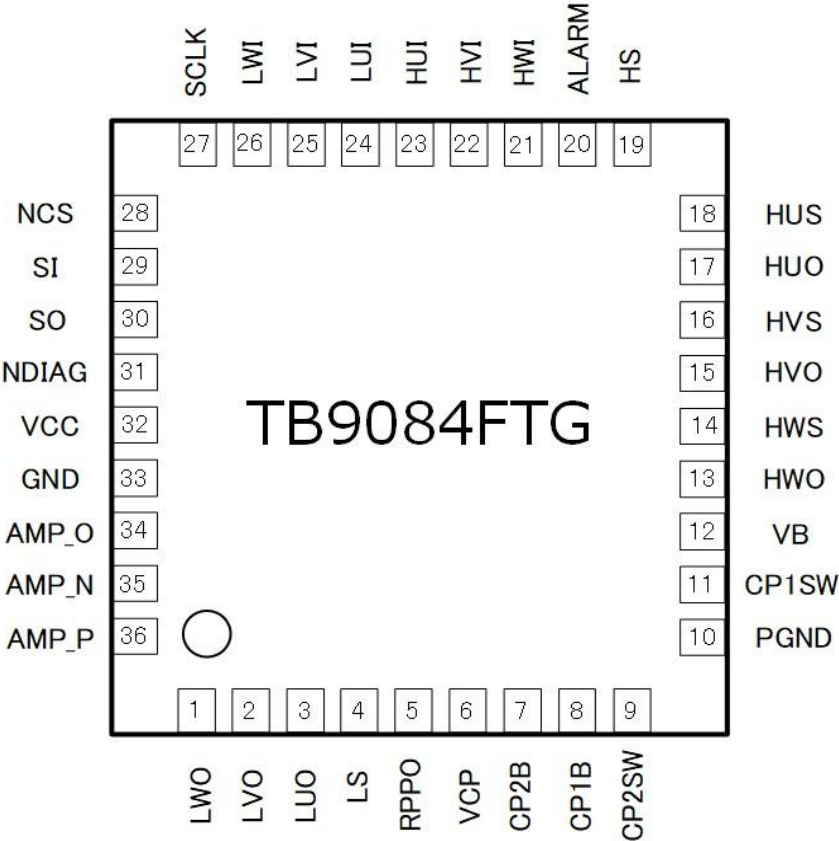 SCLK LWI LVI LUI HUI HVI HWI ALARM HS
27 26 25 24 23 22 21 20 19
NCS 28 18 HUS
SI 29 17 HUO
SO 30 16 HVS
NDIAG 31 15 HVO
VCC 32 14 HWS
TB9084FTG
GND 33 13 HWO
AMP_O 34 12 VB
AMP_N 35 11 CP1SW
AMP_P 36 10 PGND
1 2 3 4 5 6 7 8 9
LWO LVO LUO LS RPPO VCP CP2B CP1B CP2SW